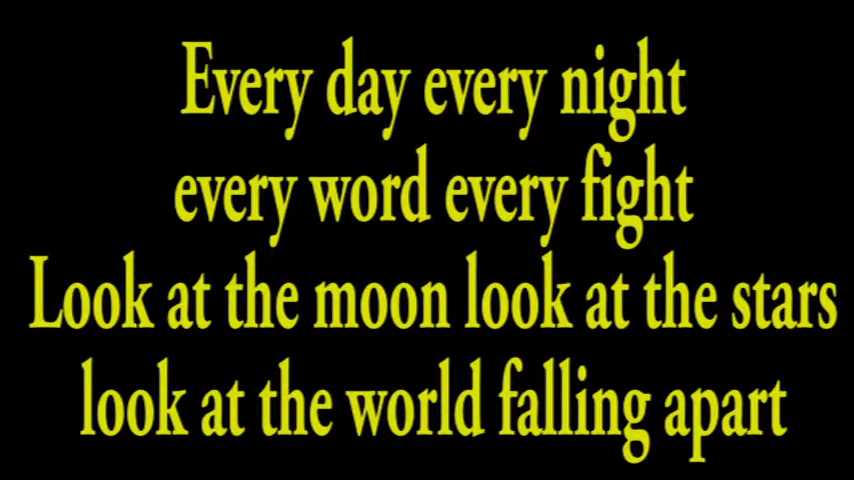 Every day every night
every word every fight
Look at the moon look at the stars
look at the world falling apart